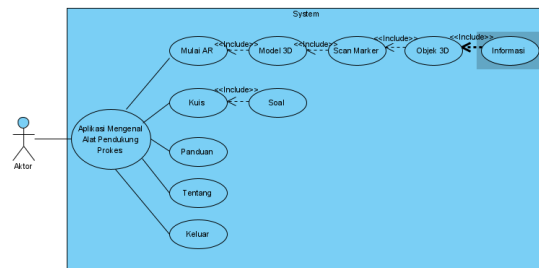 System
<<Include>>
<<Include>>
<<Include>>
<<Include>>
Mulai AR
Model 3D
Scan Marker
Objek 3D
Informasi
<<Include>>
Kuis
Soal
Aplikasi Mengenal
Alat Pendukung
Prokes
Panduan
Aktor
Tentang
Keluar